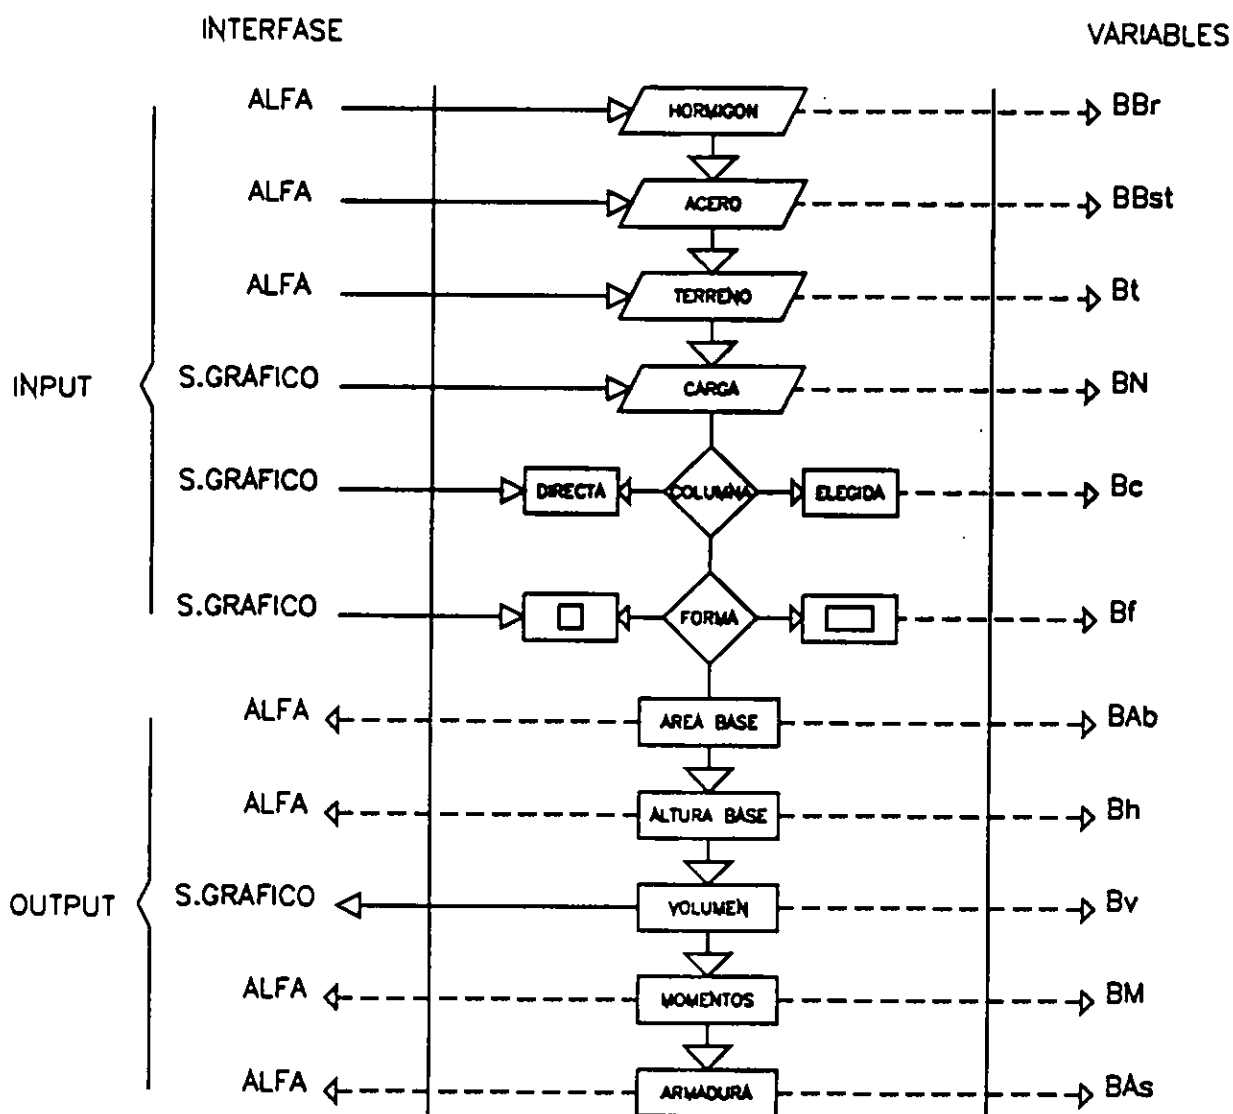 INTERFASE VARIABLES
ALFA HORMIGON BBr
ALFA ACERO BBst
ALFA TERRENO Bt
INPUT S.GRAFICO CARGA BN
S.GRAFICO DIRECTA COLUMNA ELEGIDA Bc
S.GRAFICO FORMA Bf
ALFA AREA BASE BAb
ALFA ALTURA BASE Bh
OUTPUT S.GRAFICO VOLUMEN Bv
ALFA MOMENTOS BM
ALFA ARMADURA BAs